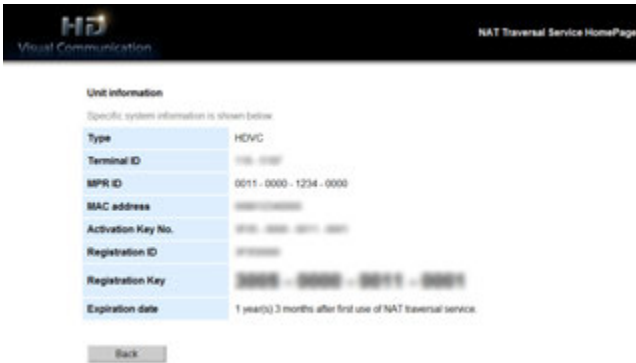 HD
Visual Communication
NAT Traversal Service HomePage
Unit information
Specific system information is shown below.
Type HDVC
Terminal ID
MPR ID 0011 - 0000 - 1234 - 0000
MAC address
Activation Key No.
Registration ID
Registration Key
Expiration date 1 year(s) 3 months after first use of NAT traversal service.
Back